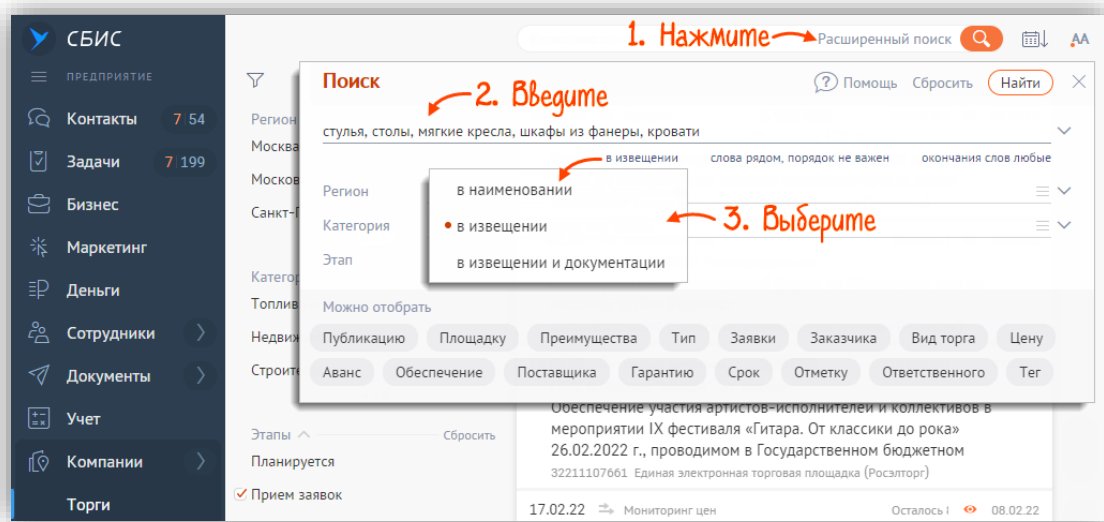 СБИС
1. Нажмите
Расширенный поиск
АА
ПРЕДПРИЯТИЕ
Контакты 7 54
Задачи 7 199
Бизнес
Маркетинг
Деньги
Сотрудники
Документы
Учет
Компании
Торги
Регион
Москва
Санкт-
Этапы
Сбросить
Планируется
Прием заявок
Поиск
? Помощь
Сбросить
Найти
2. Введите
стулья, столы, мягкие кресла, шкафы из фанеры, кровати
в извещении слова рядом, порядок не важен окончания слов любые
Регион
Категория
Этап
в наименовании
в извещении
в извещении и документации
3. Выберите
Можно отобрать
Публикацию Площадку Преимущества Тип Заявки Заказчика Вид торга Цену
Аванс Обеспечение Поставщика Гарантию Срок Отметку Ответственного Тег
Обеспечение участия артистов-исполнителей и коллективов в
мероприятии IX фестиваля «Гитара. От классики до рока»
26.02.2022 г., проводимом в Государственном бюджетном
32211107661 Единая электронная торговая площадка (Росэлторг)
17.02.22 Мониторинг цен Осталось 08.02.22